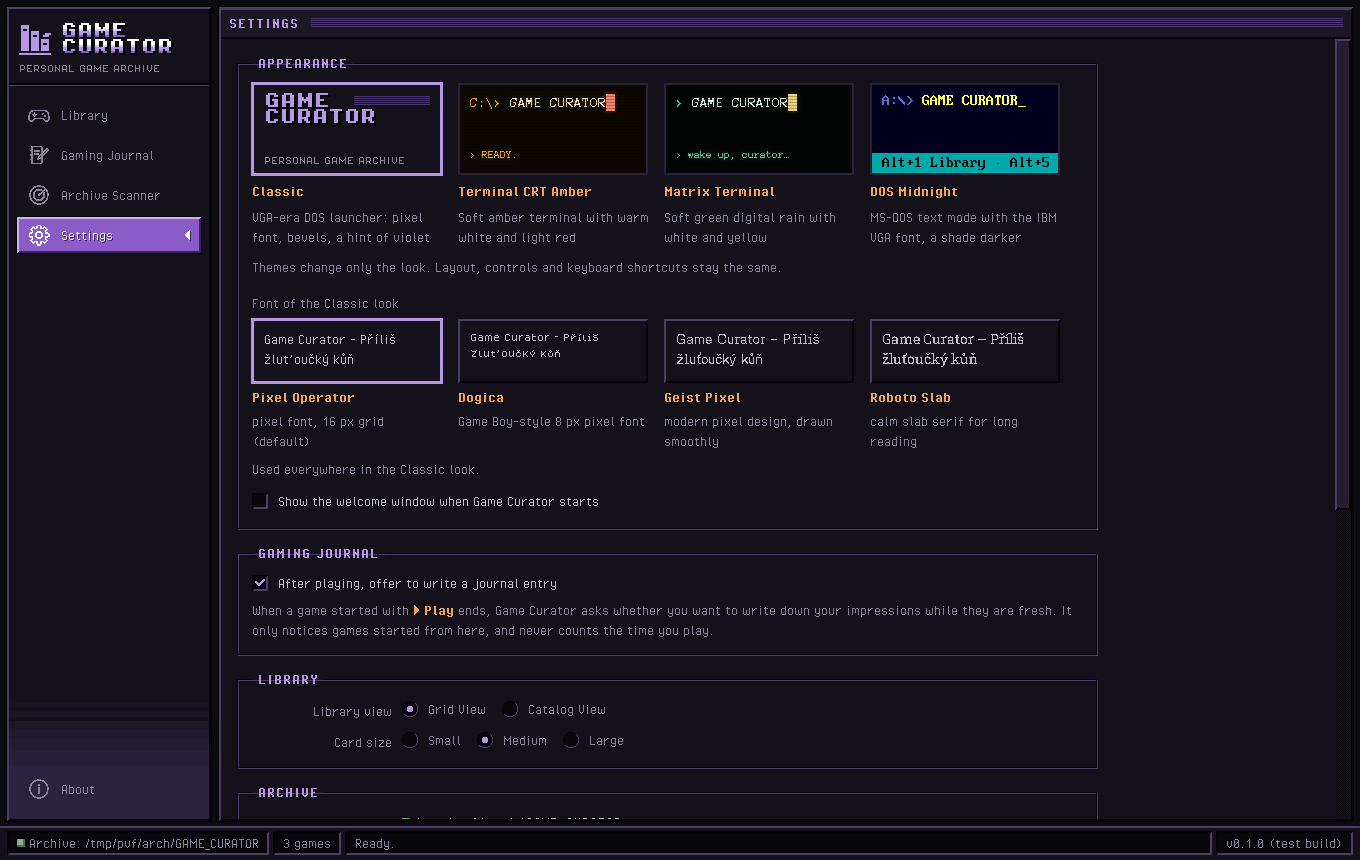 GAME
CURATOR
PERSONAL GAME ARCHIVE
Library
Gaming Journal
Archive Scanner
Settings
About
SETTINGS
APPEARANCE
GAME
CURATOR
PERSONAL GAME ARCHIVE
C:\> GAME CURATOR
> READY.
> GAME CURATOR
> wake up, curator…
A:\> GAME CURATOR_
Alt+1 Library · Alt+5
Classic
VGA-era DOS launcher: pixel
font, bevels, a hint of violet
Terminal CRT Amber
Soft amber terminal with warm
white and light red
Matrix Terminal
Soft green digital rain with
white and yellow
DOS Midnight
MS-DOS text mode with the IBM
VGA font, a shade darker
Themes change only the look. Layout, controls and keyboard shortcuts stay the same.
Font of the Classic look
Game Curator - Příliš
žluťoučký kůň
Game Curator - Příliš
žluťoučký kůň
Game Curator – Příliš
žluťoučký kůň
Game Curator – Příliš
žluťoučký kůň
Pixel Operator
pixel font, 16 px grid
(default)
Dogica
Game Boy-style 8 px pixel font
Geist Pixel
modern pixel design, drawn
smoothly
Roboto Slab
calm slab serif for long
reading
Used everywhere in the Classic look.
Show the welcome window when Game Curator starts
GAMING JOURNAL
After playing, offer to write a journal entry
When a game started with Play ends, Game Curator asks whether you want to write down your impressions while they are fresh. It
only notices games started from here, and never counts the time you play.
LIBRARY
Library view Grid View Catalog View
Card size Small Medium Large
ARCHIVE
Archive: /tmp/pvf/arch/GAME_CURATOR
3 games
Ready.
v0.1.0 (test build)